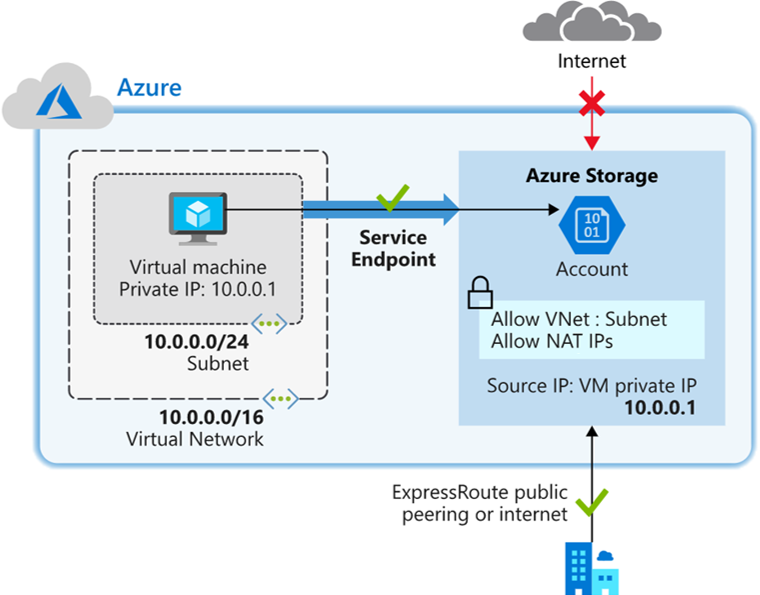 Internet
Azure
Azure Storage
10
01
Account
Service
Endpoint
Virtual machine
Private IP: 10.0.0.1
Allow VNet : Subnet
Allow NAT IPs
10.0.0.0/24
Subnet
Source IP: VM private IP
10.0.0.1
10.0.0.0/16
Virtual Network
ExpressRoute public
peering or internet